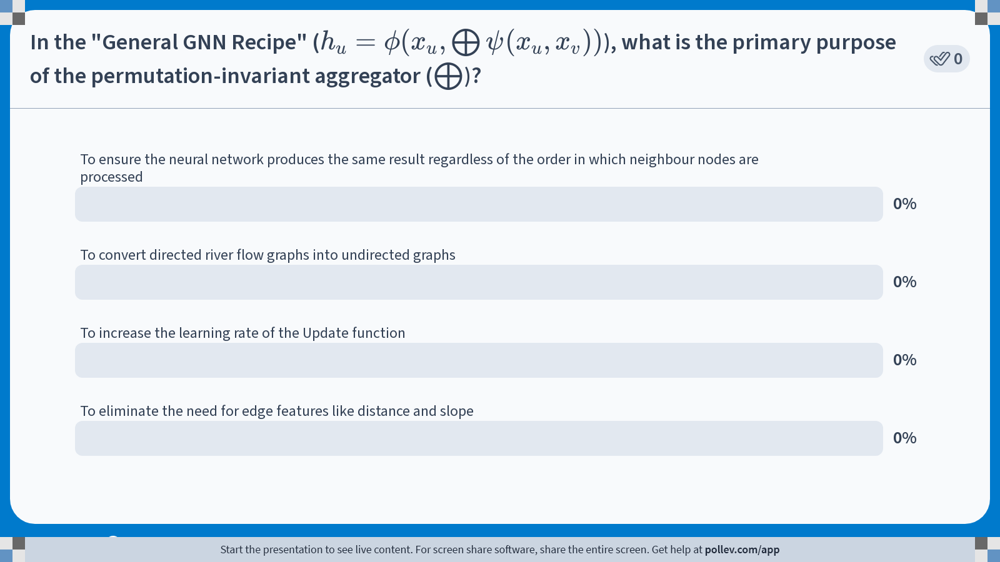 In the "General GNN Recipe" ($h_u = \phi(x_u, \bigoplus \psi(x_u, x_v))$), what is the primary purpose
of the permutation-invariant aggregator ($\bigoplus$)?
0
To ensure the neural network produces the same result regardless of the order in which neighbour nodes are
processed
0%
To convert directed river flow graphs into undirected graphs
0%
To increase the learning rate of the Update function
0%
To eliminate the need for edge features like distance and slope
0%
Start the presentation to see live content. For screen share software, share the entire screen. Get help at pollev.com/app